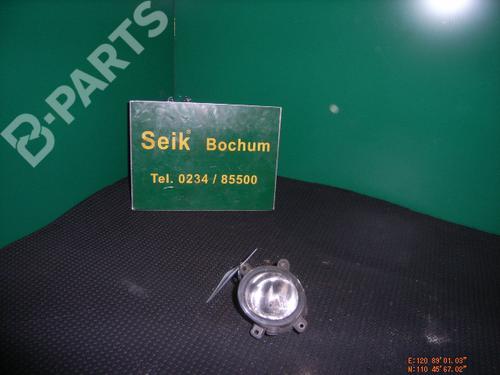 B-PARTS
Seik® Bochum
Tel. 0234 / 85500
E:120 89'01.03"
N:110 45'67.02"